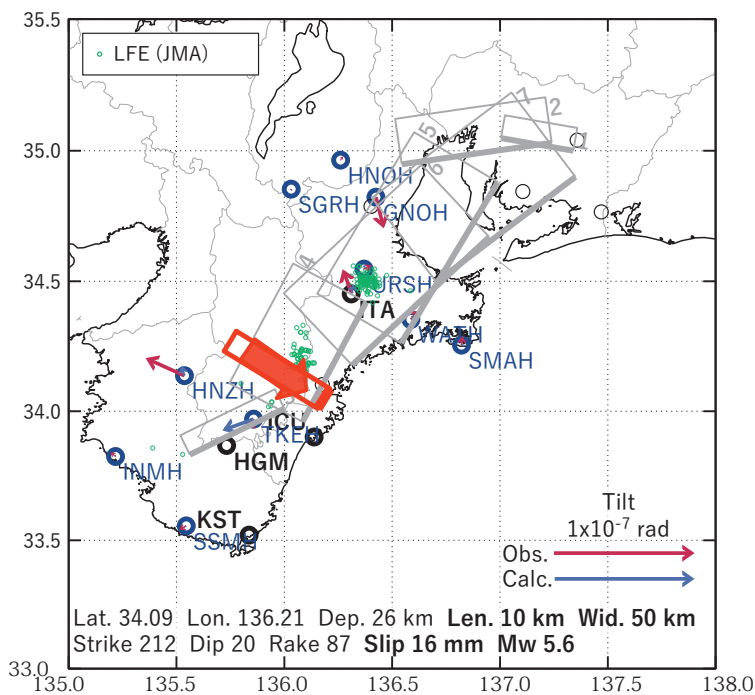 35.5
LFE (JMA)
7
2
5
35.0
HNOH
6
SGRH
GNOH
4
34.5
URSH
ITA
WATH
SMAH
HNZH
34.0
ICU
TKEH
HGM
INMH
Tilt
1x10-7 rad
KST
33.5
SSMH
Obs.
Calc.
Lat. 34.09 Lon. 136.21 Dep. 26 km Len. 10 km Wid. 50 km
Strike 212 Dip 20 Rake 87 Slip 16 mm Mw 5.6
33.0
135.0 135.5 136.0 136.5 137.0 137.5 138.0